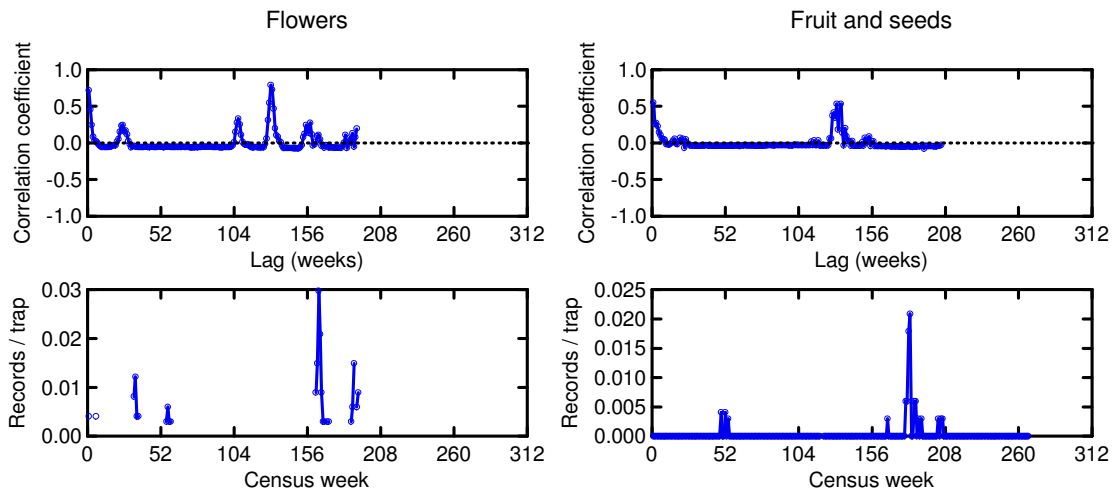 Flowers
Fruit and seeds
Correlation coefficient
1.0
0.5
0.0
-0.5
-1.0
0 52 104 156 208 260 312
Lag (weeks)
Correlation coefficient
1.0
0.5
0.0
-0.5
-1.0
0 52 104 156 208 260 312
Lag (weeks)
Records / trap
0.03
0.02
0.01
0.00
0 52 104 156 208 260 312
Census week
Records / trap
0.025
0.020
0.015
0.010
0.005
0.000
0 52 104 156 208 260 312
Census week